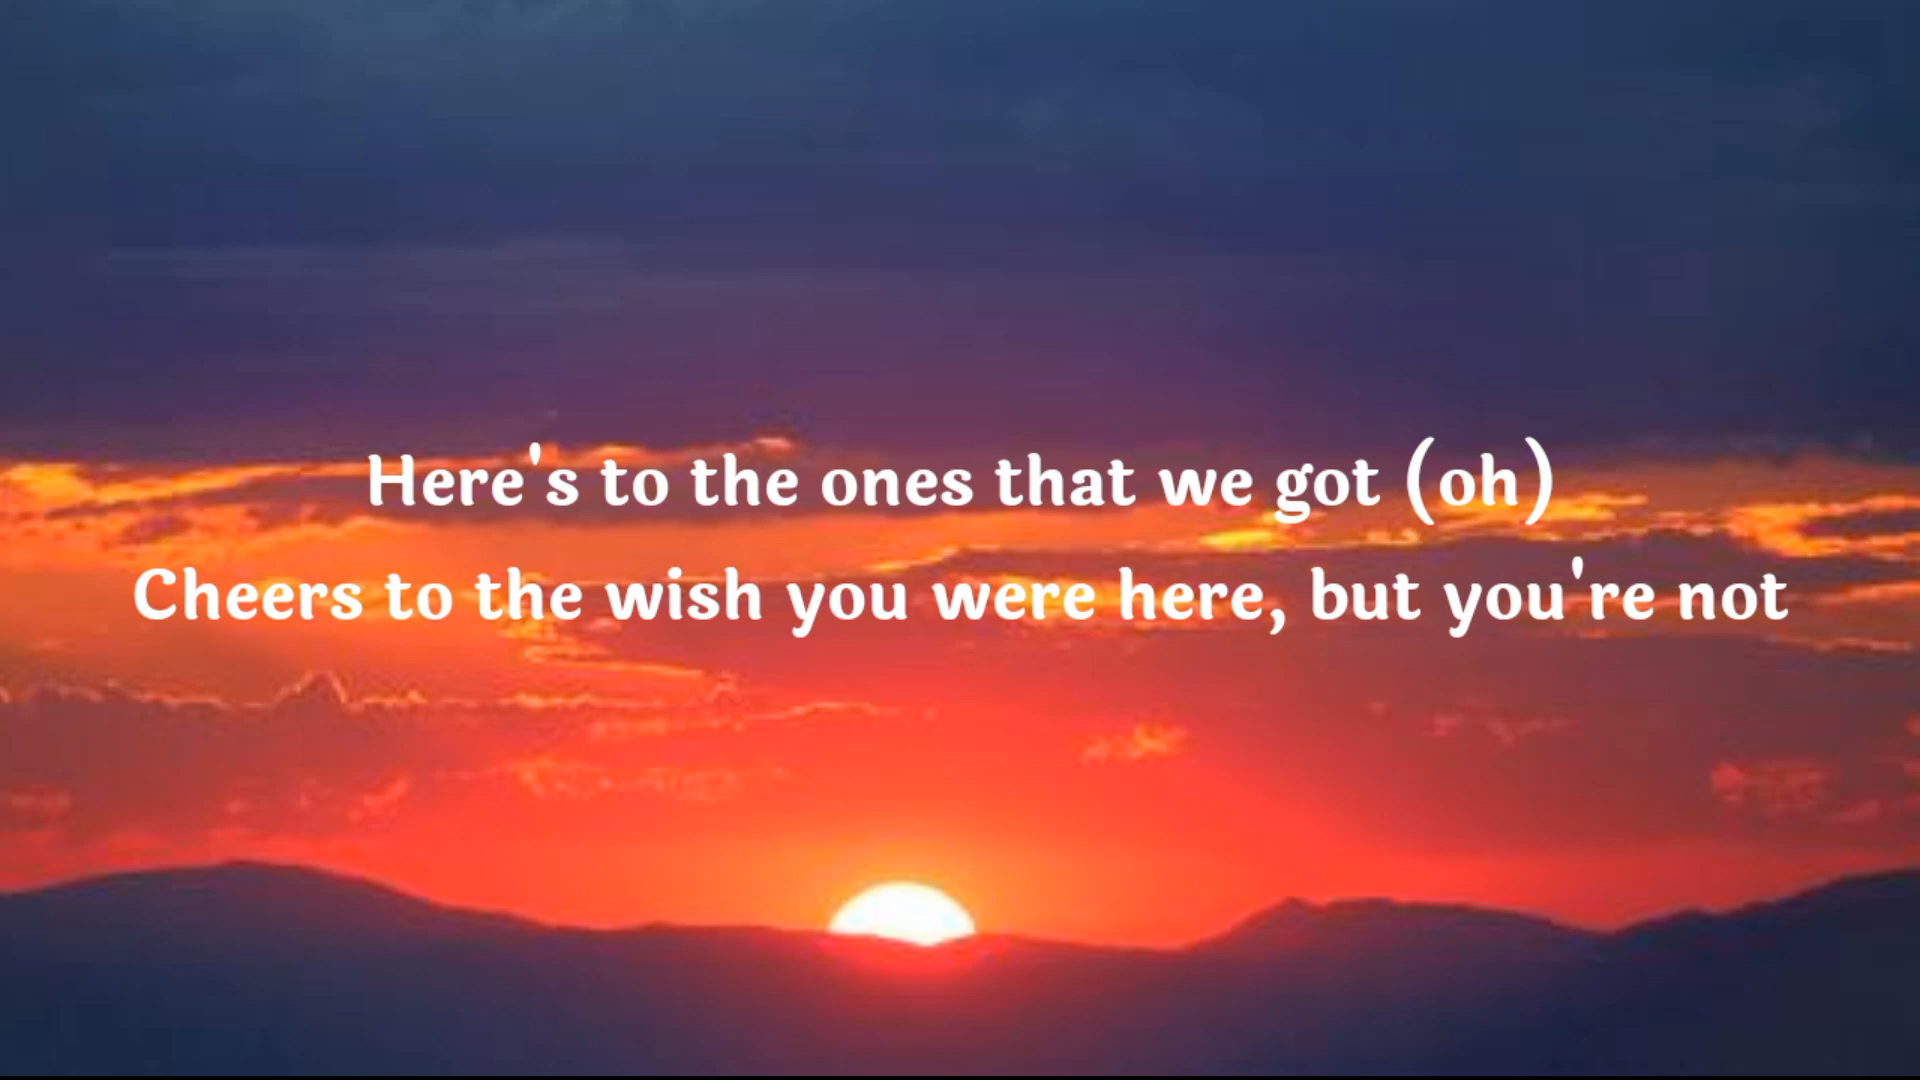 Here's to the ones that we got (oh)
Cheers to the wish you were here, but you're not